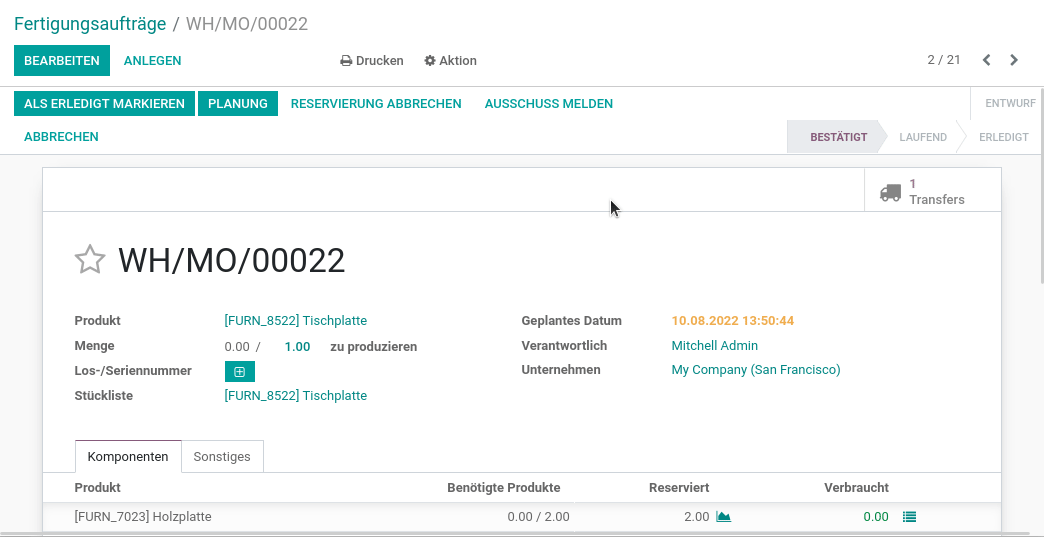 Fertigungsaufträge / WH/MO/00022
BEARBEITEN ANLEGEN Drucken Aktion 2 / 21
ALS ERLEDIGT MARKIEREN PLANUNG RESERVIERUNG ABBRECHEN AUSSCHUSS MELDEN ENTWURF
ABBRECHEN BESTÄTIGT LAUFEND ERLEDIGT
1
Transfers
WH/MO/00022
Produkt [FURN_8522] Tischplatte Geplantes Datum 10.08.2022 13:50:44
Menge 0.00 / 1.00 zu produzieren Verantwortlich Mitchell Admin
Los-/Seriennummer Unternehmen My Company (San Francisco)
Stückliste [FURN_8522] Tischplatte
Komponenten Sonstiges
Produkt Benötigte Produkte Reserviert Verbraucht
[FURN_7023] Holzplatte 0.00 / 2.00 2.00 0.00